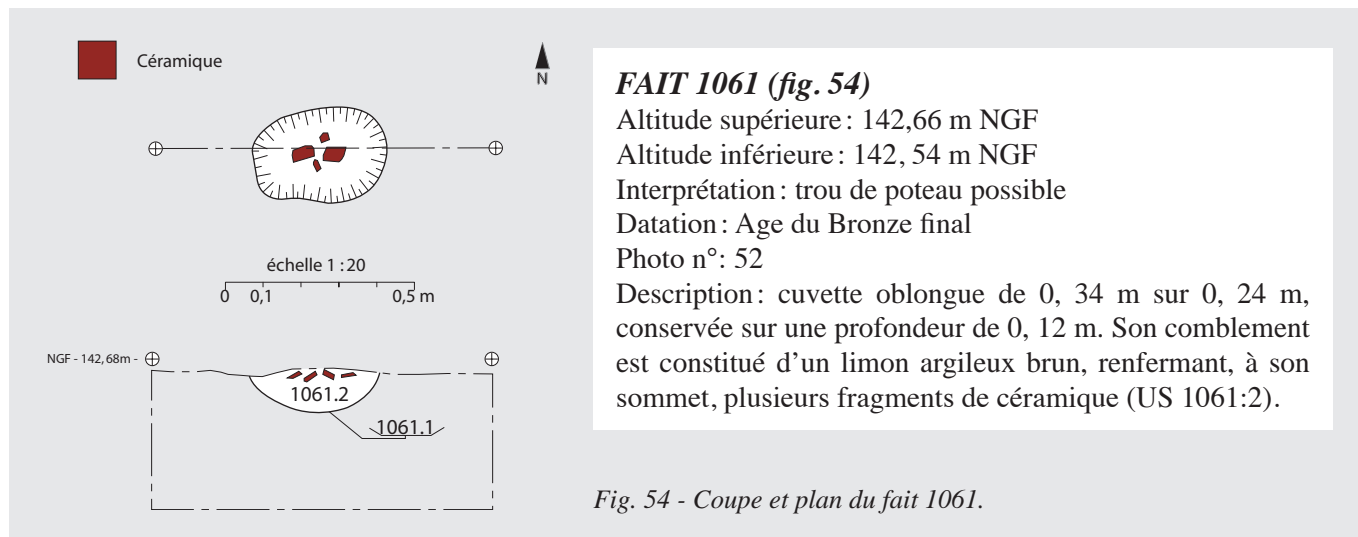 Céramique
N
échelle 1 : 20
0 0,1 0,5 m
NGF - 142,68m -
1061.2
1061.1
FAIT 1061 (fig. 54)
Altitude supérieure : 142,66 m NGF
Altitude inférieure : 142, 54 m NGF
Interprétation : trou de poteau possible
Datation : Age du Bronze final
Photo n°: 52
Description : cuvette oblongue de 0, 34 m sur 0, 24 m,
conservée sur une profondeur de 0, 12 m. Son comblement
est constitué d’un limon argileux brun, renfermant, à son
sommet, plusieurs fragments de céramique (US 1061:2).
Fig. 54 - Coupe et plan du fait 1061.